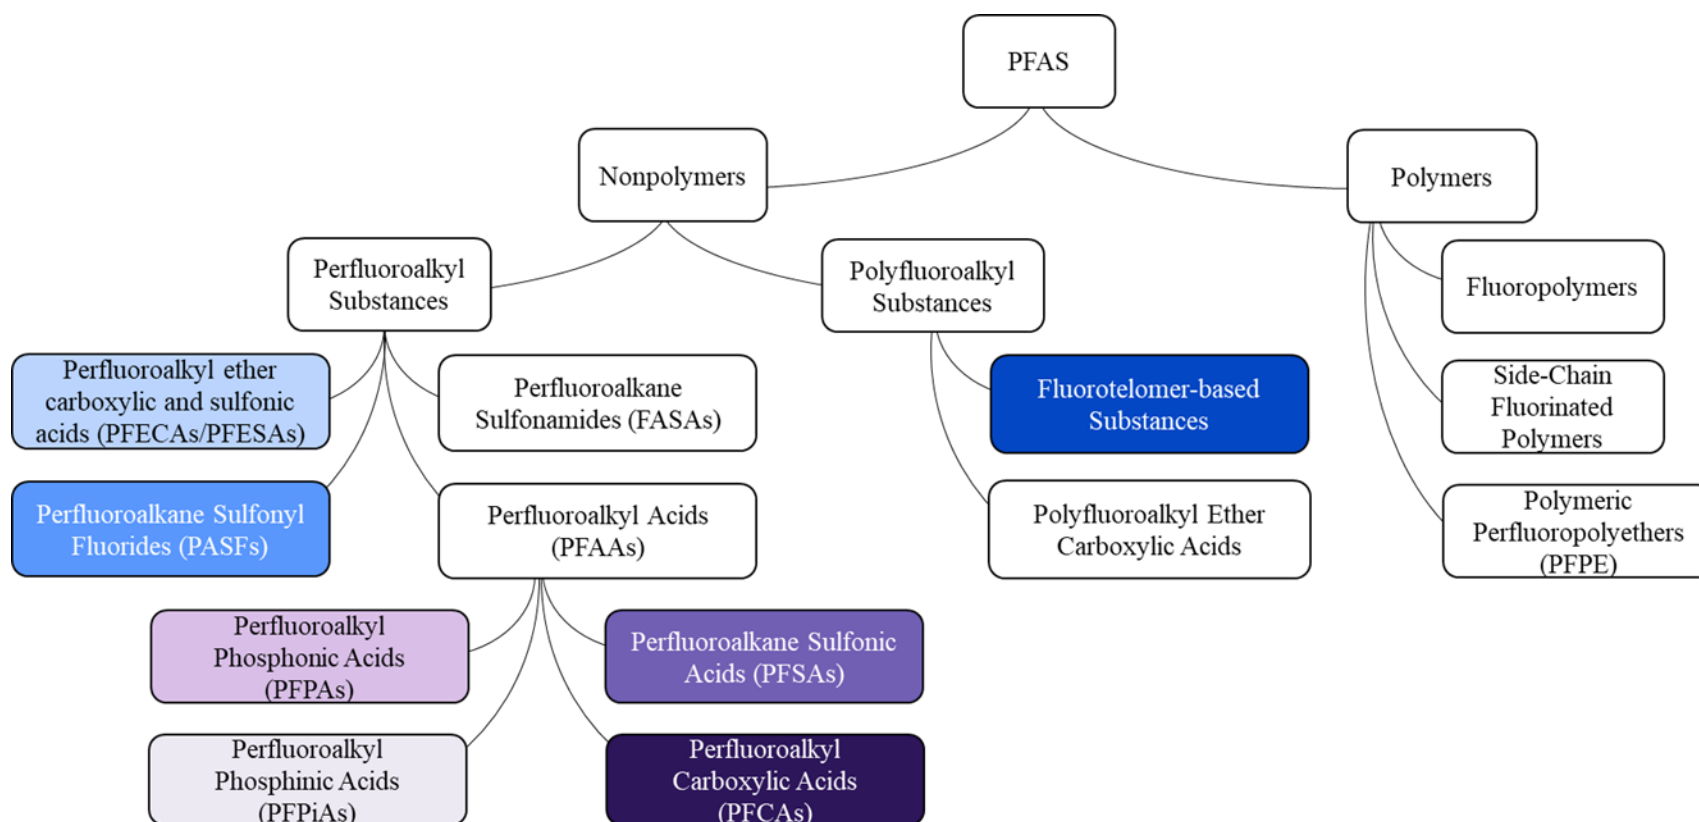 PFAS
Nonpolymers
Polymers
Perfluoroalkyl
Substances
Polyfluoroalkyl
Substances
Fluoropolymers
Perfluoroalkyl ether
carboxylic and sulfonic
acids (PFECAs/PFESAs)
Perfluoroalkane
Sulfonamides (FASAs)
Fluorotelomer-based
Substances
Side-Chain
Fluorinated
Polymers
Perfluoroalkane Sulfonyl
Fluorides (PASFs)
Perfluoroalkyl Acids
(PFAAs)
Polyfluoroalkyl Ether
Carboxylic Acids
Polymeric
Perfluoropolyethers
(PFPE)
Perfluoroalkyl
Phosphonic Acids
(PFPAs)
Perfluoroalkane Sulfonic
Acids (PFSAs)
Perfluoroalkyl
Phosphinic Acids
(PFPiAs)
Perfluoroalkyl
Carboxylic Acids
(PFCAs)